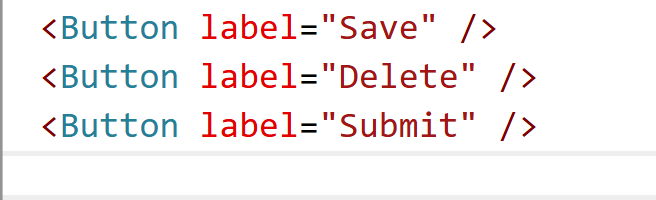 <Button label="Save" />
<Button label="Delete" />
<Button label="Submit" />